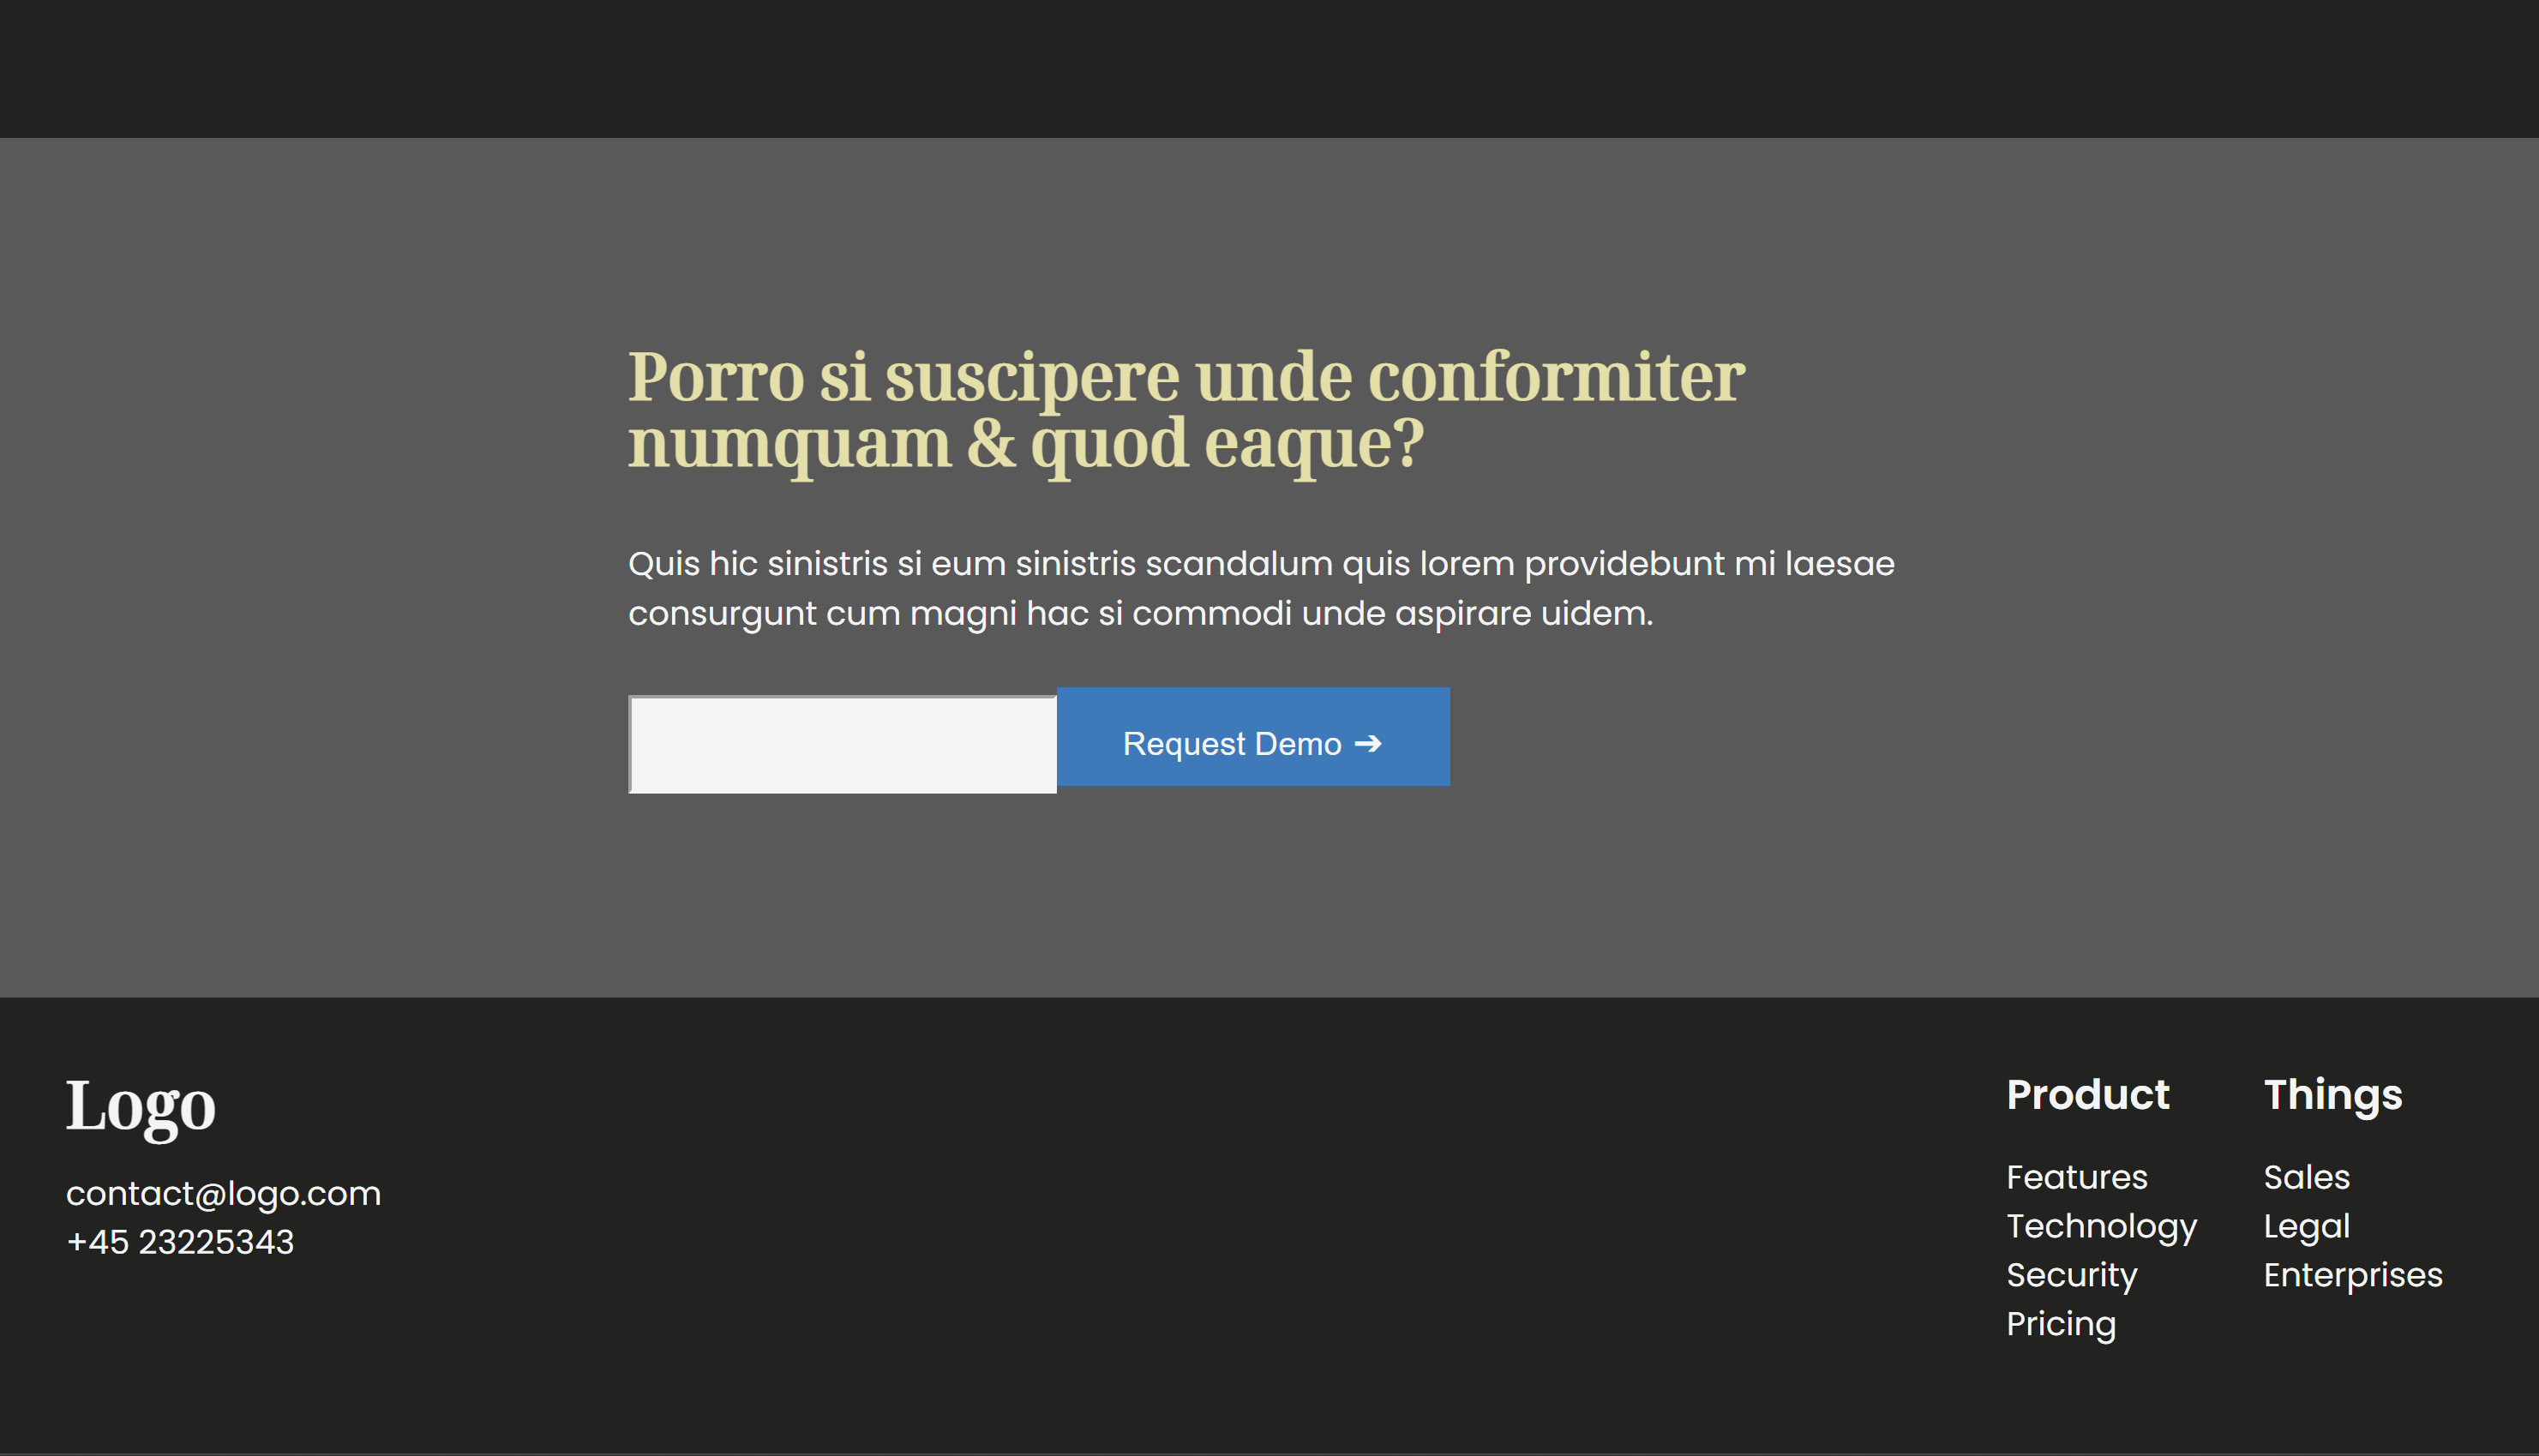 Porro si suscipere unde conformiter
numquam & quod eaque?
Quis hic sinistris si eum sinistris scandalum quis lorem providebunt mi laesae
consurgunt cum magni hac si commodi unde aspirare uidem.
Request Demo ➔
Logo
contact@logo.com
+45 23225343
Product
Features
Technology
Security
Pricing
Things
Sales
Legal
Enterprises